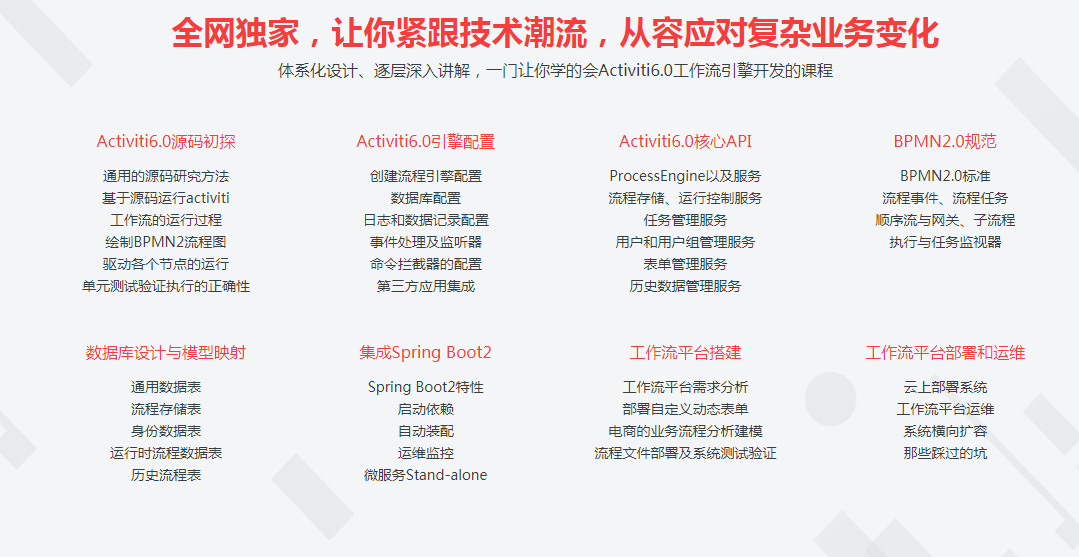 全网独家，让你紧跟技术潮流，从容应对复杂业务变化
体系化设计、逐层深入讲解，一门让你学的会Activiti6.0工作流引擎开发的课程
Activiti6.0源码初探
通用的源码研究方法
基于源码运行activiti
工作流的运行过程
绘制BPMN2流程图
驱动各个节点的运行
单元测试验证执行的正确性
Activiti6.0引擎配置
创建流程引擎配置
数据库配置
日志和数据记录配置
事件处理及监听器
命令拦截器的配置
第三方应用集成
Activiti6.0核心API
ProcessEngine以及服务
流程存储、运行控制服务
任务管理服务
用户和用户组管理服务
表单管理服务
历史数据管理服务
BPMN2.0规范
BPMN2.0标准
流程事件、流程任务
顺序流与网关、子流程
执行与任务监视器
数据库设计与模型映射
通用数据表
流程存储表
身份数据表
运行时流程数据表
历史流程表
集成Spring Boot2
Spring Boot2特性
启动依赖
自动装配
运维监控
微服务Stand-alone
工作流平台搭建
工作流平台需求分析
部署自定义动态表单
电商的业务流程分析建模
流程文件部署及系统测试验证
工作流平台部署和运维
云上部署系统
工作流平台运维
系统横向扩容
那些踩过的坑